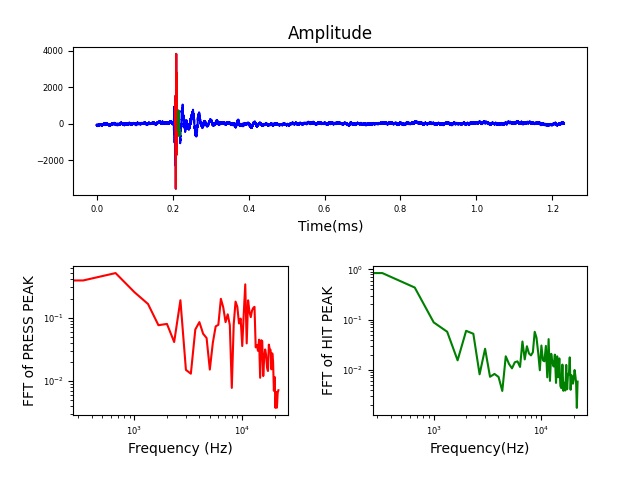 Amplitude
4000
2000
0
−2000
0.0 0.2 0.4 0.6 0.8 1.0 1.2
Time(ms)
FFT of PRESS PEAK
10⁻¹
10⁻²
10³ 10⁴
Frequency (Hz)
FFT of HIT PEAK
10⁰
10⁻¹
10⁻²
10³ 10⁴
Frequency(Hz)